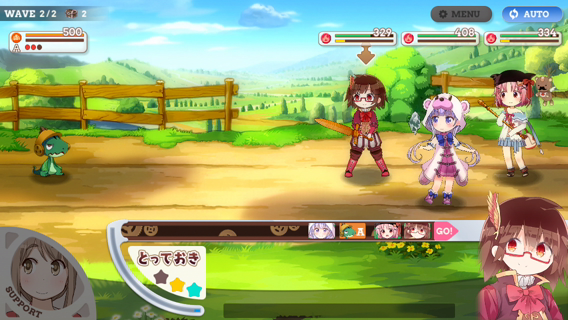 WAVE 2/2 2
MENU
AUTO
500
A
329
408
334
A
GO!
とっておき
SUPPORT